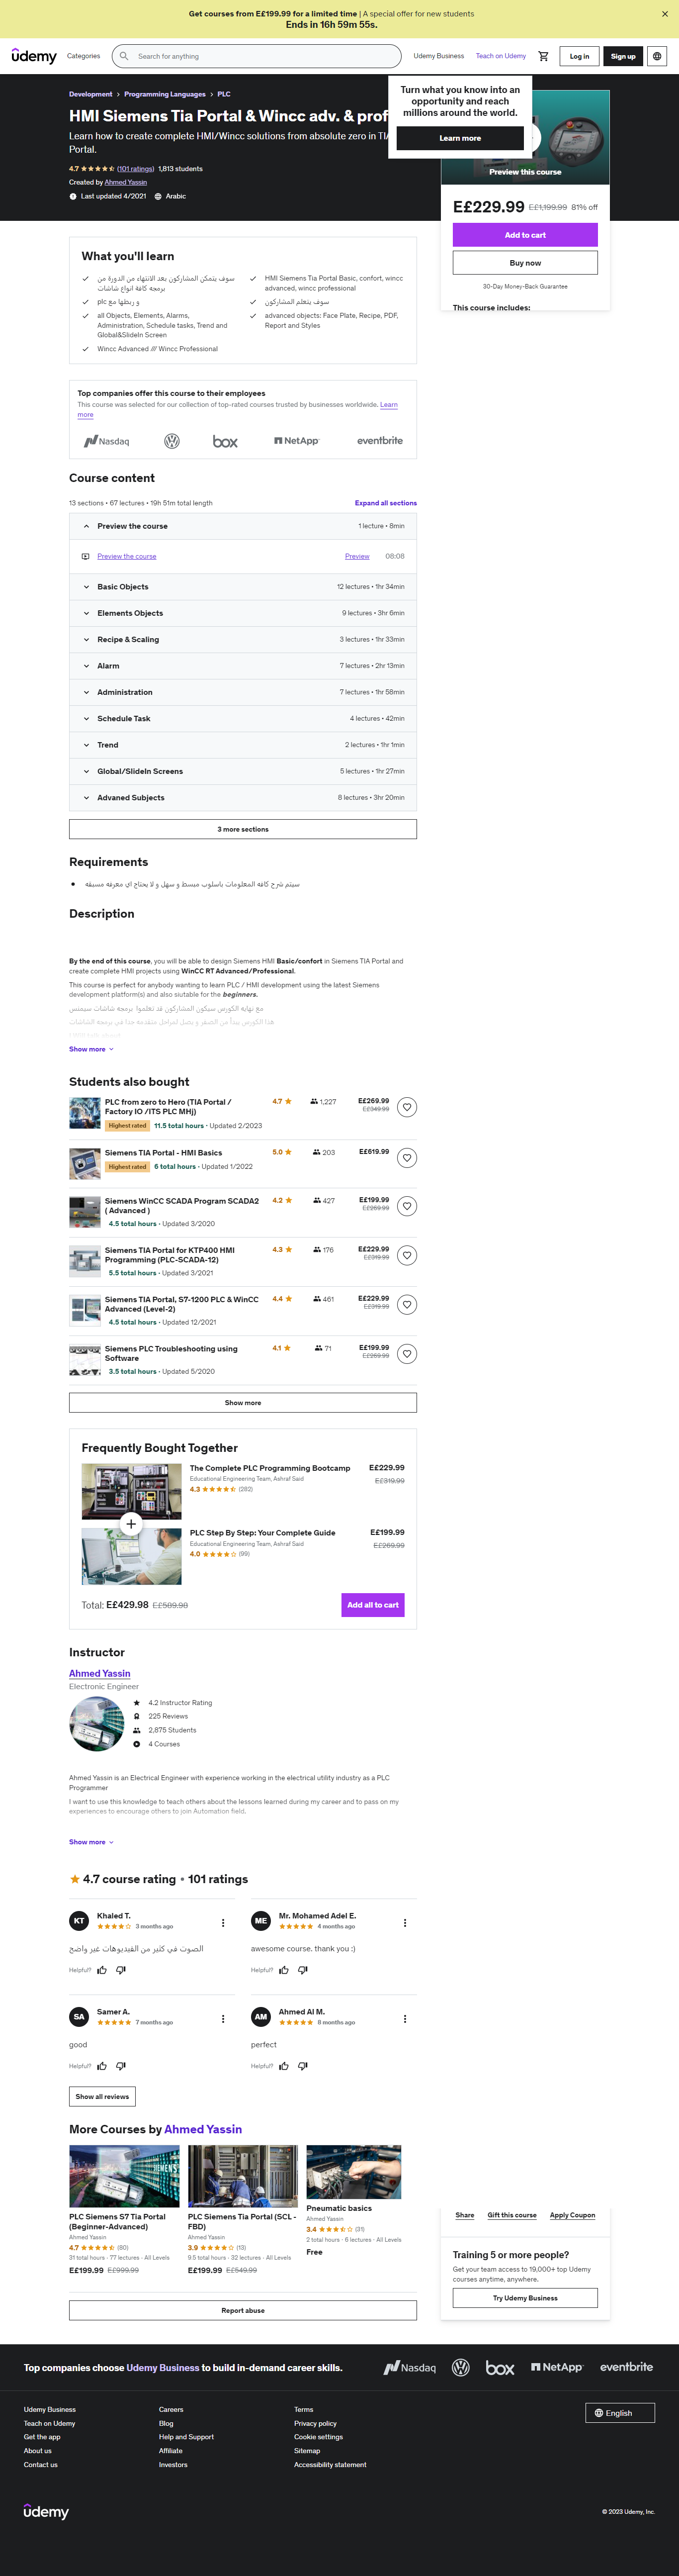 Get courses from E£199.99 for a limited time | A special offer for new students
Ends in 16h 59m 55s.
ûdemy
Categories
Search for anything
Udemy Business
Teach on Udemy
Log in
Sign up
Turn what you know into an
opportunity and reach
millions around the world.
Learn more
Development > Programming Languages > PLC
HMI Siemens Tia Portal & Wincc adv. & prof
Learn how to create complete HMI/Wincc solutions from absolute zero in TIA
Portal.
4.7 (101 ratings) 1,813 students
Created by Ahmed Yassin
Last updated 4/2021 Arabic
Preview this course
E£229.99 E£1,199.99 81% off
Add to cart
Buy now
30-Day Money-Back Guarantee
This course includes:
What you'll learn
سوف يتمكن المشاركون بعد الانتهاء من الدورة من
برمجه كافة انواع شاشات
و ربطها مع plc
all Objects, Elements, Alarms,
Administration, Schedule tasks, Trend and
Global&SlideIn Screen
Wincc Advanced /// Wincc Professional
HMI Siemens Tia Portal Basic, confort, wincc
advanced, wincc professional
سوف يتعلم المشاركون
advanced objects: Face Plate, Recipe, PDF,
Report and Styles
Top companies offer this course to their employees
This course was selected for our collection of top-rated courses trusted by businesses worldwide. Learn
more
Nasdaq
box
NetApp
eventbrite
Course content
13 sections • 67 lectures • 19h 51m total length
Expand all sections
Preview the course 1 lecture • 8min
Preview the course Preview 08:08
Basic Objects 12 lectures • 1hr 34min
Elements Objects 9 lectures • 3hr 6min
Recipe & Scaling 3 lectures • 1hr 33min
Alarm 7 lectures • 2hr 13min
Administration 7 lectures • 1hr 58min
Schedule Task 4 lectures • 42min
Trend 2 lectures • 1hr 1min
Global/SlideIn Screens 5 lectures • 1hr 27min
Advaned Subjects 8 lectures • 3hr 20min
3 more sections
Requirements
سيتم شرح كافه المعلومات باسلوب مبسط و سهل و لا يحتاج اي معرفه مسبقه
Description
By the end of this course, you will be able to design Siemens HMI Basic/confort in Siemens TIA Portal and
create complete HMI projects using WinCC RT Advanced/Professional.
This course is perfect for anybody wanting to learn PLC / HMI development using the latest Siemens
development platform(s) and also siutable for the beginners.
مع نهايه الكورس سيكون المشاركون قد تعلموا برمجه شاشات سيمنس
هذا الكورس يبدأ من الصفر و يصل لمراحل متقدمه جدا في برمجه الشاشات
Show more
Students also bought
PLC from zero to Hero (TIA Portal /
Factory IO /ITS PLC MHj)
Highest rated 11.5 total hours • Updated 2/2023
4.7 1,227 E£269.99
E£349.99
Siemens TIA Portal - HMI Basics
Highest rated 6 total hours • Updated 1/2022
5.0 203 E£619.99
Siemens WinCC SCADA Program SCADA2
( Advanced )
4.5 total hours • Updated 3/2020
4.2 427 E£199.99
E£269.99
Siemens TIA Portal for KTP400 HMI
Programming (PLC-SCADA-12)
5.5 total hours • Updated 3/2021
4.3 176 E£229.99
E£319.99
Siemens TIA Portal, S7-1200 PLC & WinCC
Advanced (Level-2)
4.5 total hours • Updated 12/2021
4.4 461 E£229.99
E£319.99
Siemens PLC Troubleshooting using
Software
3.5 total hours • Updated 5/2020
4.1 71 E£199.99
E£269.99
Show more
Frequently Bought Together
The Complete PLC Programming Bootcamp
Educational Engineering Team, Ashraf Said
4.3 (282)
E£229.99
E£319.99
PLC Step By Step: Your Complete Guide
Educational Engineering Team, Ashraf Said
4.0 (99)
E£199.99
E£269.99
Total: E£429.98 E£589.98
Add all to cart
Instructor
Ahmed Yassin
Electronic Engineer
4.2 Instructor Rating
225 Reviews
2,875 Students
4 Courses
Ahmed Yassin is an Electrical Engineer with experience working in the electrical utility industry as a PLC
Programmer
I want to use this knowledge to teach others about the lessons learned during my career and to pass on my
experiences to encourage others to join Automation field.
Show more
4.7 course rating • 101 ratings
KT
Khaled T.
3 months ago
الصوت في كثير من الفيديوهات غير واضح
Helpful?
ME
Mr. Mohamed Adel E.
4 months ago
awesome course. thank you :)
Helpful?
SA
Samer A.
7 months ago
good
Helpful?
AM
Ahmed Al M.
8 months ago
perfect
Helpful?
Show all reviews
More Courses by Ahmed Yassin
PLC Siemens S7 Tia Portal
(Beginner-Advanced)
Ahmed Yassin
4.7 (80)
31 total hours • 77 lectures • All Levels
E£199.99 E£999.99
PLC Siemens Tia Portal (SCL -
FBD)
Ahmed Yassin
3.9 (13)
9.5 total hours • 32 lectures • All Levels
E£199.99 E£549.99
Pneumatic basics
Ahmed Yassin
3.4 (31)
2 total hours • 6 lectures • All Levels
Free
Report abuse
Share Gift this course Apply Coupon
Training 5 or more people?
Get your team access to 19,000+ top Udemy
courses anytime, anywhere.
Try Udemy Business
Top companies choose Udemy Business to build in-demand career skills.
Nasdaq
box
NetApp
eventbrite
Udemy Business
Teach on Udemy
Get the app
About us
Contact us
Careers
Blog
Help and Support
Affiliate
Investors
Terms
Privacy policy
Cookie settings
Sitemap
Accessibility statement
English
ûdemy
© 2023 Udemy, Inc.